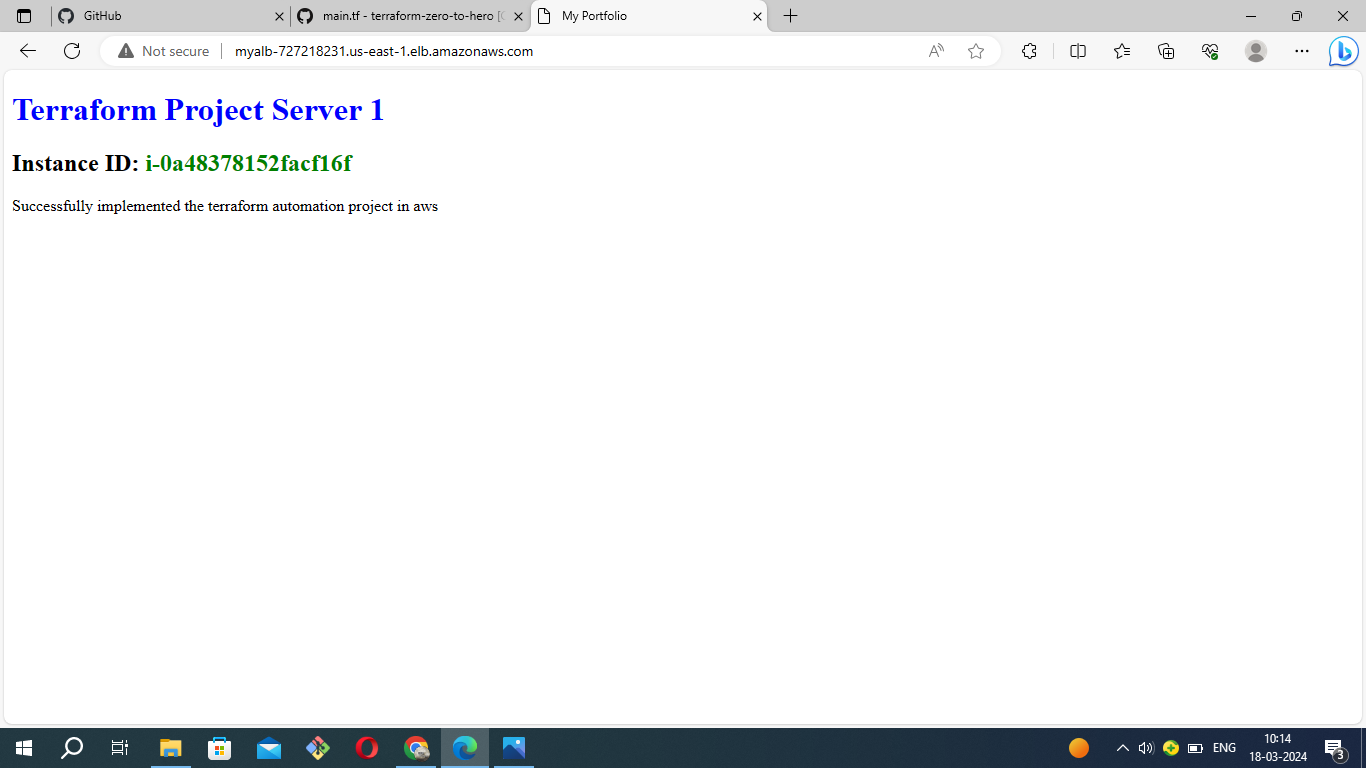 GitHub
main.tf - terraform-zero-to-hero [
My Portfolio
Not secure
myalb-727218231.us-east-1.elb.amazonaws.com
Terraform Project Server 1
Instance ID: i-0a48378152facf16f
Successfully implemented the terraform automation project in aws
ENG
10:14
18-03-2024
3